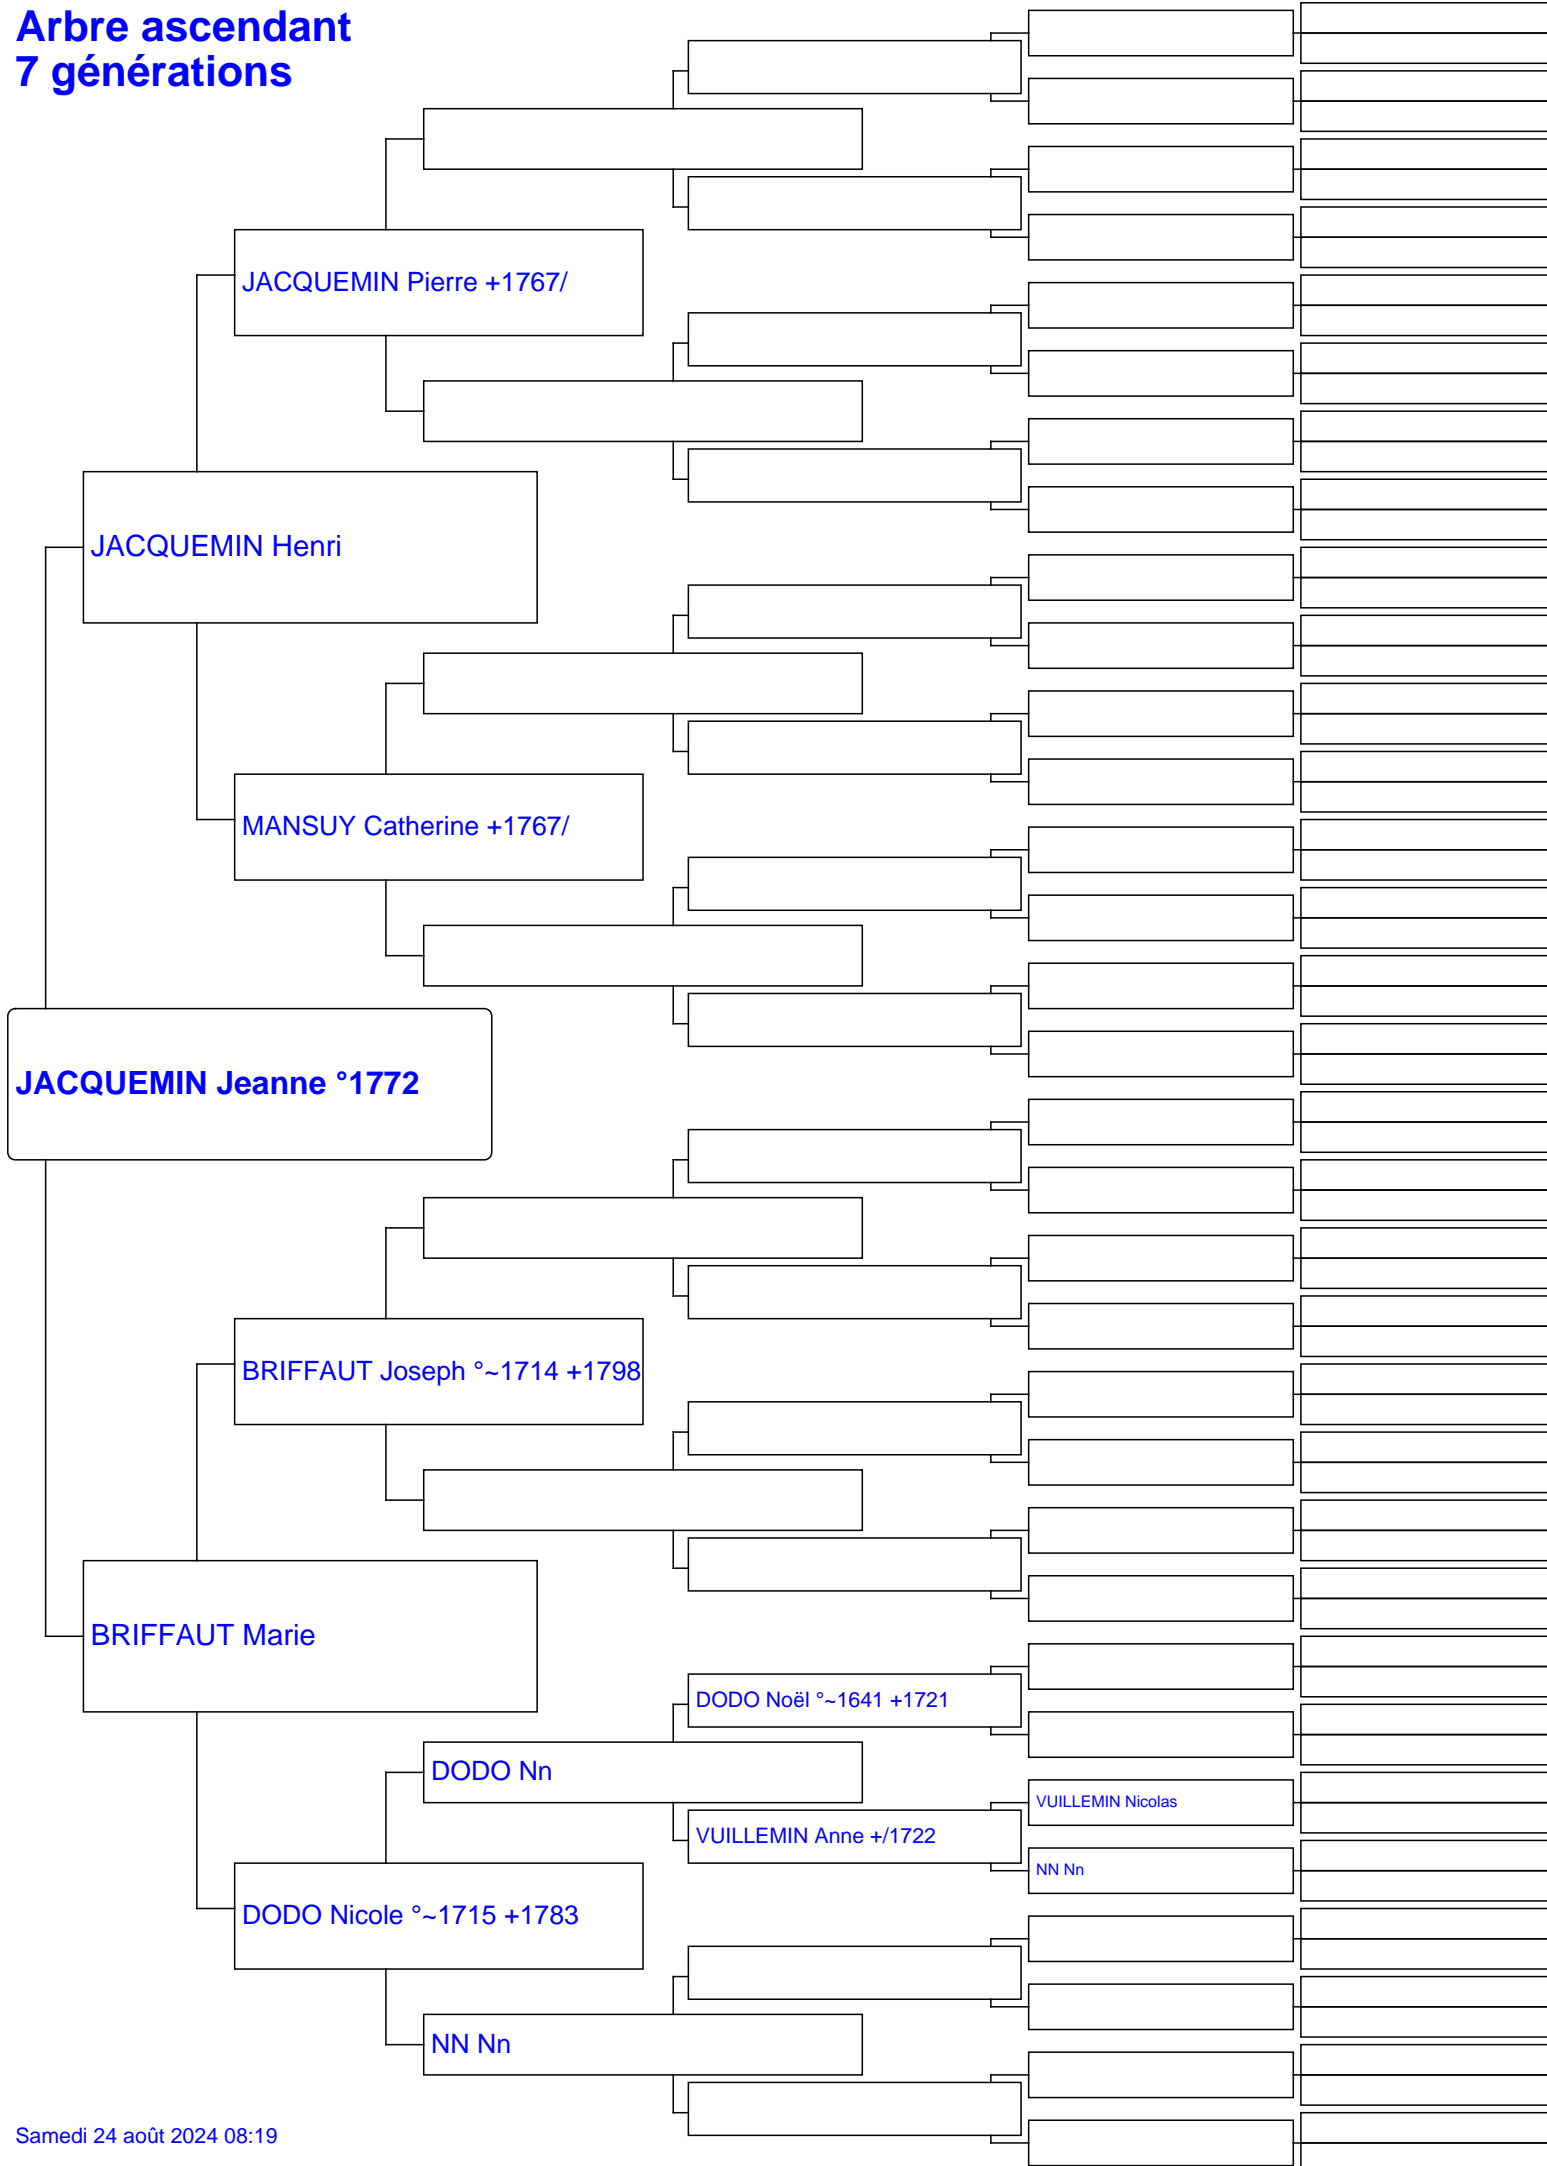 Arbre ascendant
7 générations
JACQUEMIN Pierre +1767/
JACQUEMIN Henri
MANSUY Catherine +1767/
JACQUEMIN Jeanne °1772
BRIFFAUT Joseph °~1714 +1798
BRIFFAUT Marie
DODO Noël °~1641 +1721
DODO Nn
VUILLEMIN Nicolas
VUILLEMIN Anne +/1722
NN Nn
DODO Nicole °~1715 +1783
NN Nn
Samedi 24 août 2024 08:19